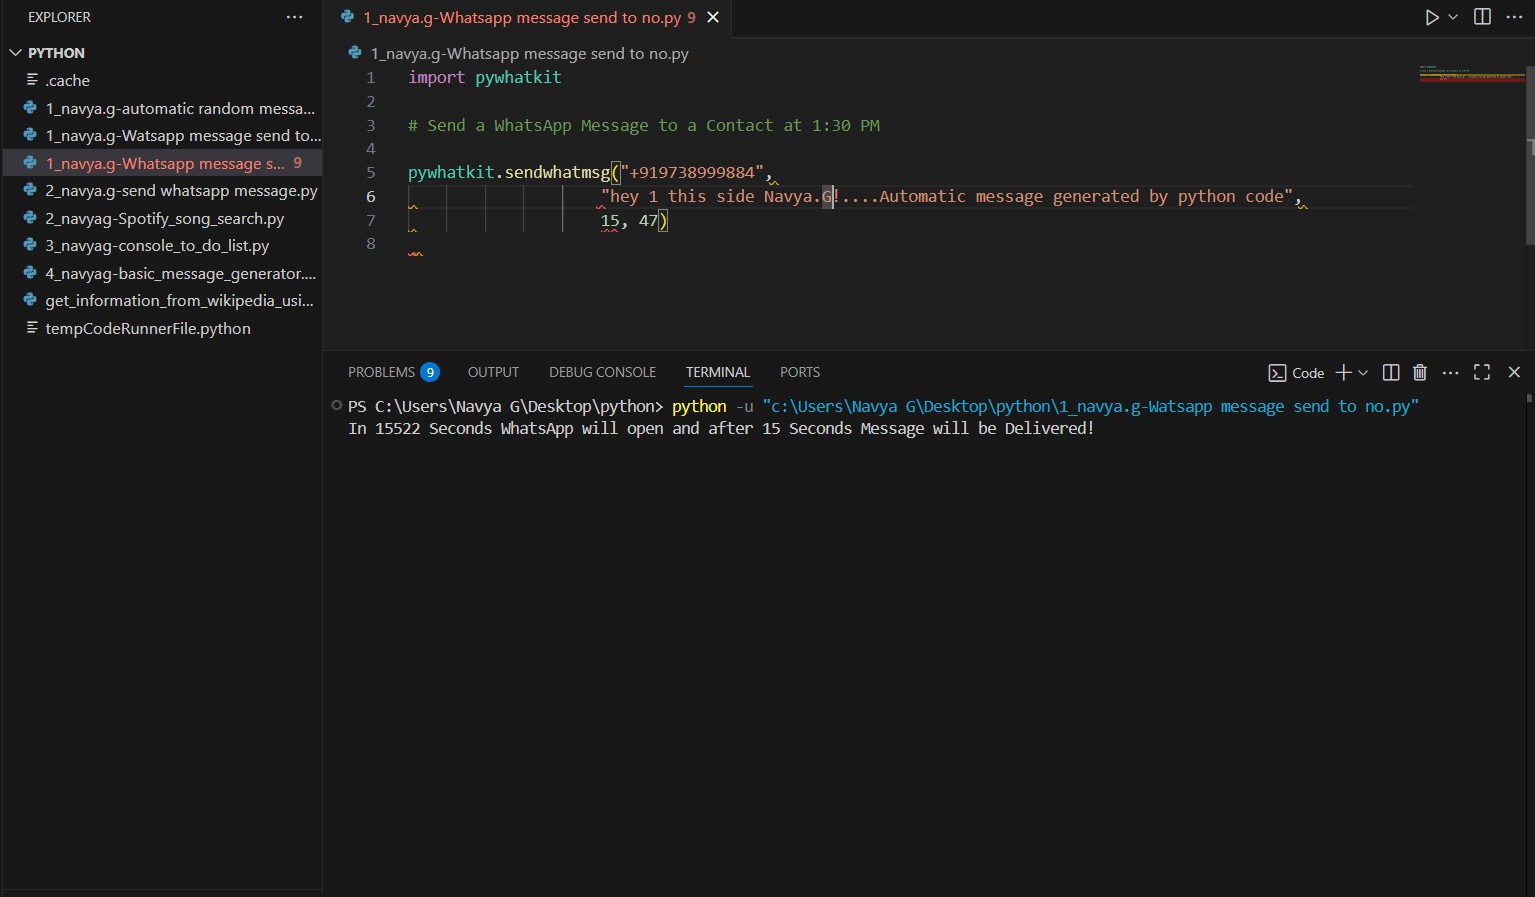 EXPLORER
PYTHON
.cache
1_navya.g-automatic random messa...
1_navya.g-Watsapp message send to...
1_navya.g-Whatsapp message s... 9
2_navya.g-send whatsapp message.py
2_navyag-Spotify_song_search.py
3_navyag-console_to_do_list.py
4_navyag-basic_message_generator....
get_information_from_wikipedia_usi...
tempCodeRunnerFile.python
1_navya.g-Whatsapp message send to no.py 9
1_navya.g-Whatsapp message send to no.py
1 import pywhatkit
2
3 # Send a WhatsApp Message to a Contact at 1:30 PM
4
5 pywhatkit.sendwhatmsg("+919738999884",
6 "hey 1 this side Navya.G!....Automatic message generated by python code",
7 15, 47)
8
PROBLEMS 9 OUTPUT DEBUG CONSOLE TERMINAL PORTS Code
PS C:\Users\Navya G\Desktop\python> python -u "c:\Users\Navya G\Desktop\python\1_navya.g-Watsapp message send to no.py"
In 15522 Seconds WhatsApp will open and after 15 Seconds Message will be Delivered!